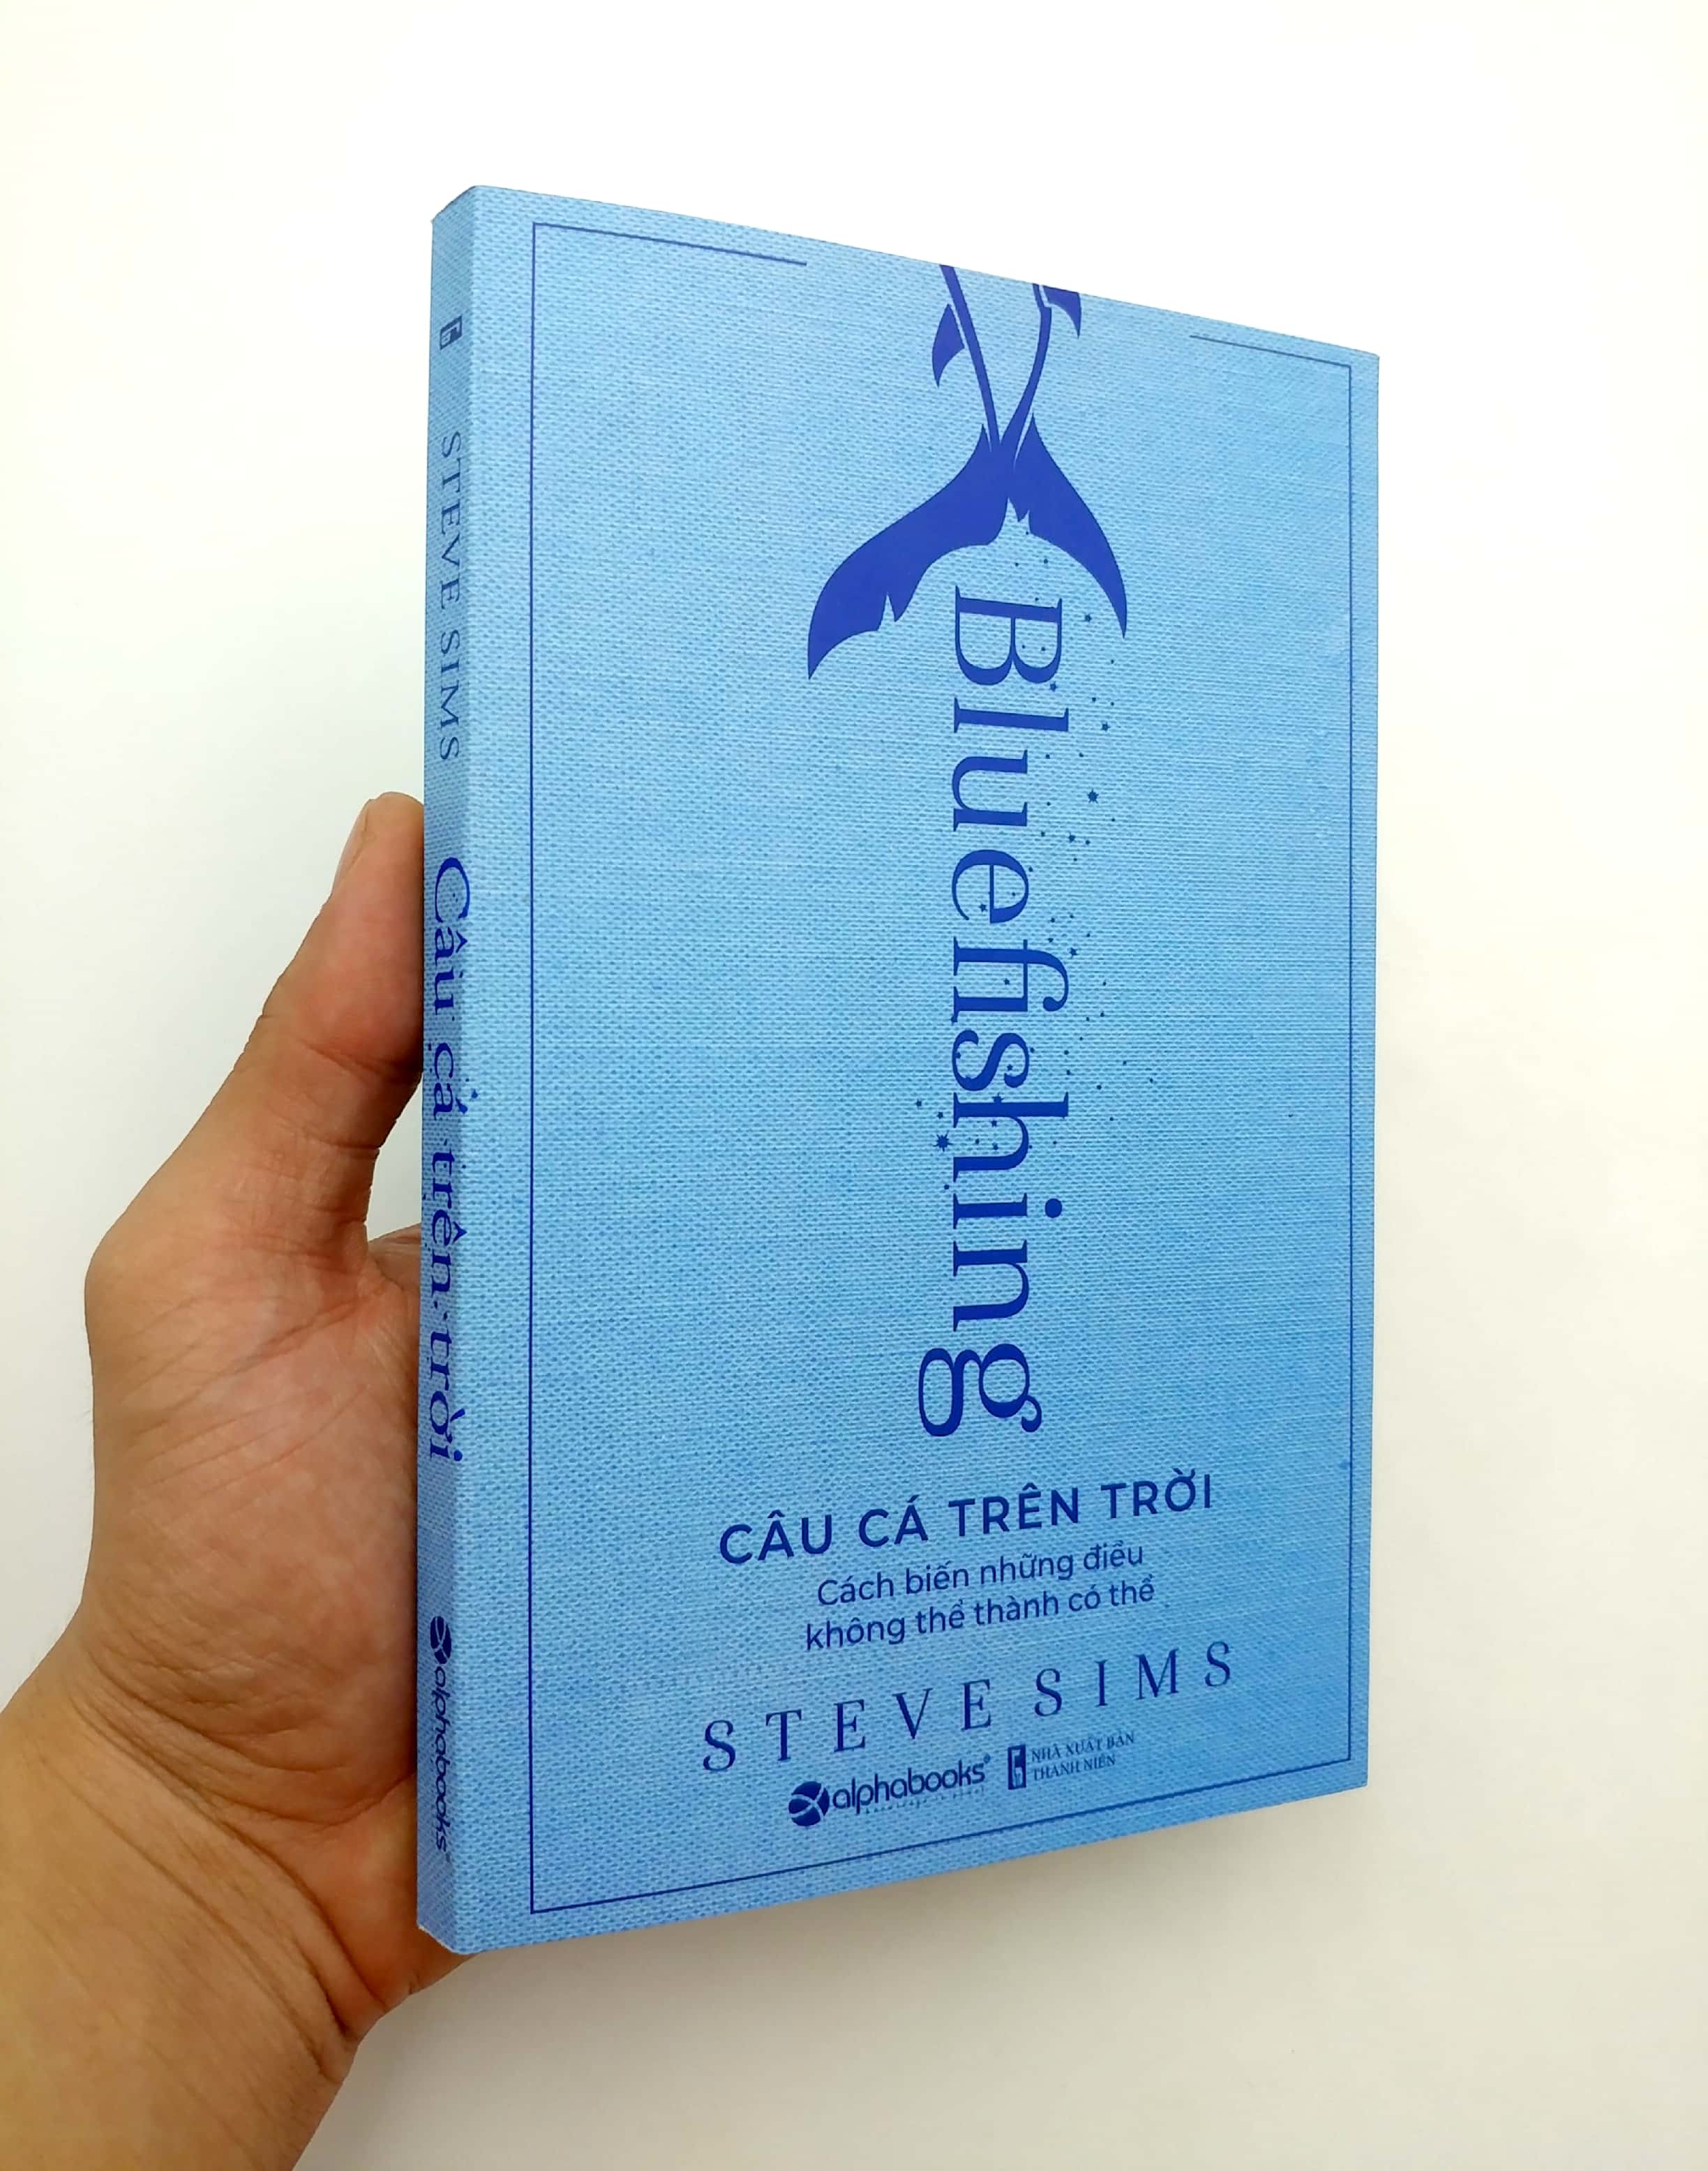 STEVE SIMS
Câu cá trên trời
alphabooks
Bluefishing
CÂU CÁ TRÊN TRỜI
Cách biến những điều
không thể thành có thể
STEVE SIMS
alphabooks®
NHÀ XUẤT BẢN
THANH NIÊN